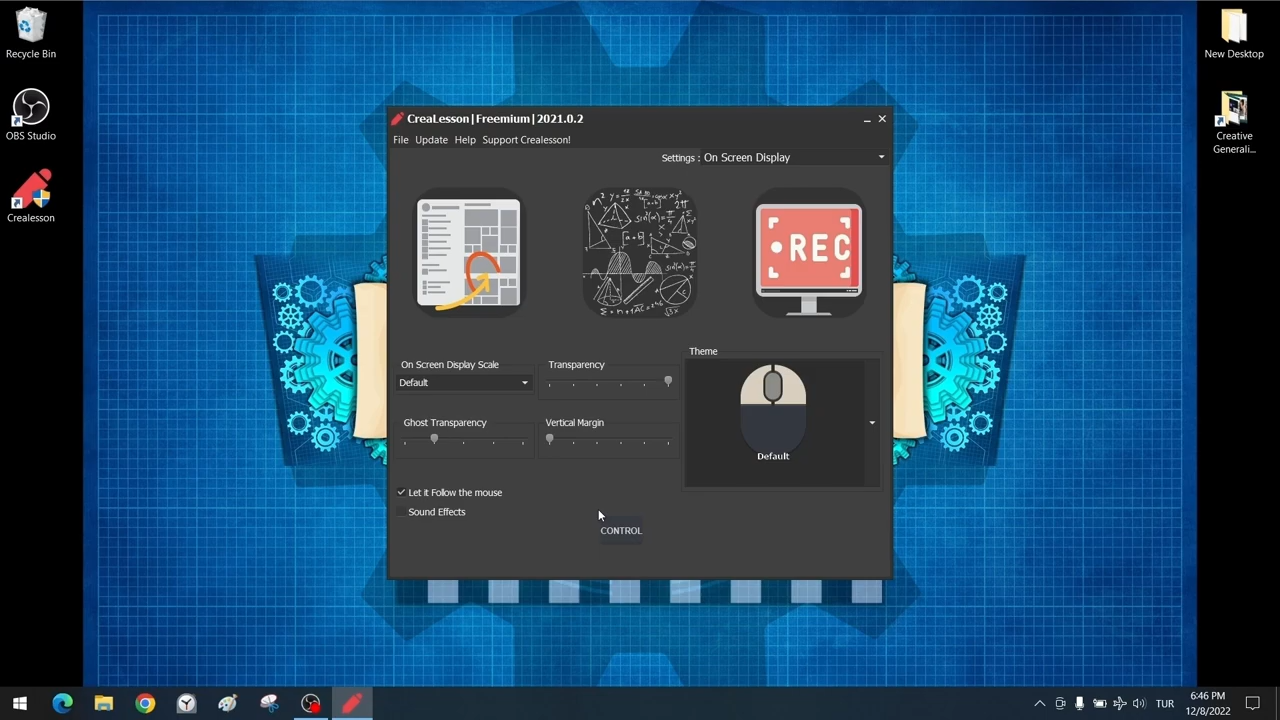 Recycle Bin
OBS Studio
Crealesson
New Desktop
Creative
Generali...
CreaLesson|Freemium|2021.0.2
File Update Help Support Crealesson!
Settings : On Screen Display
REC
On Screen Display Scale
Default
Transparency
Theme
Default
Ghost Transparency
Vertical Margin
Let it Follow the mouse
Sound Effects
CONTROL
TUR
6:46 PM
12/8/2022